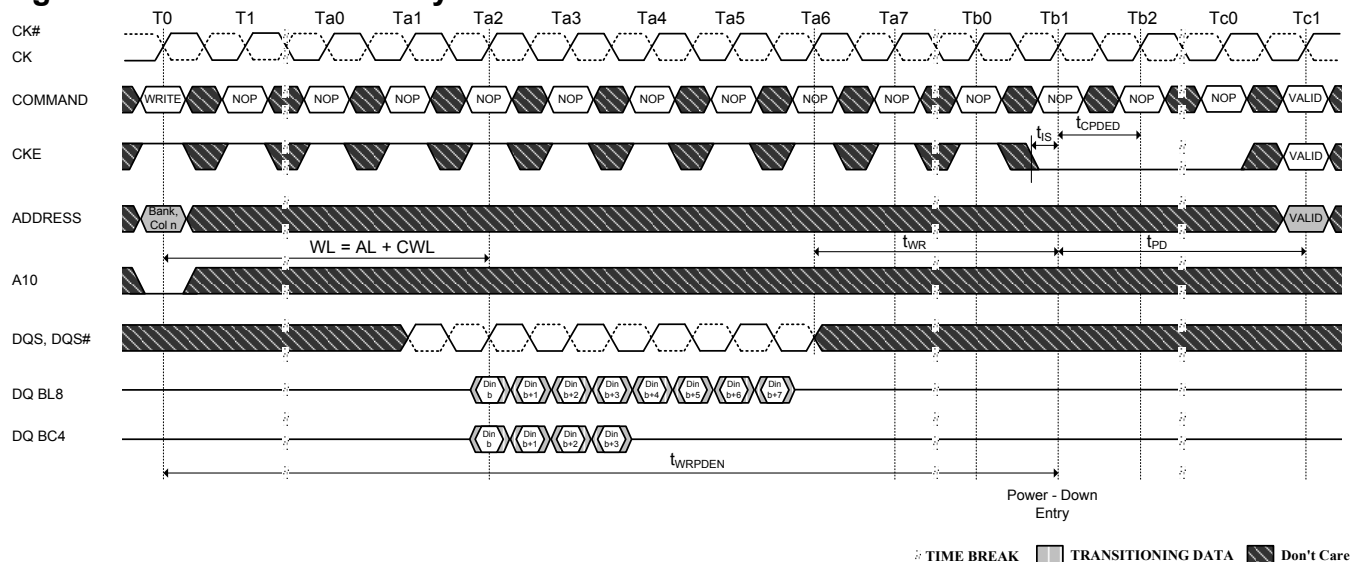 T0 T1 Ta0 Ta1 Ta2 Ta3 Ta4 Ta5 Ta6 Ta7 Tb0 Tb1 Tb2 Tc0 Tc1
CK#
CK
COMMAND WRITE NOP NOP NOP NOP NOP NOP NOP NOP NOP NOP NOP NOP NOP VALID
tIS tCPDED
CKE VALID
ADDRESS Bank, Col n VALID
WL = AL + CWL tWR tPD
A10
DQS, DQS#
DQ BL8 Din b Din b+1 Din b+2 Din b+3 Din b+4 Din b+5 Din b+6 Din b+7
DQ BC4 Din b Din b+1 Din b+2 Din b+3
tWRPDEN
Power - Down
Entry
TIME BREAK TRANSITIONING DATA Don't Care